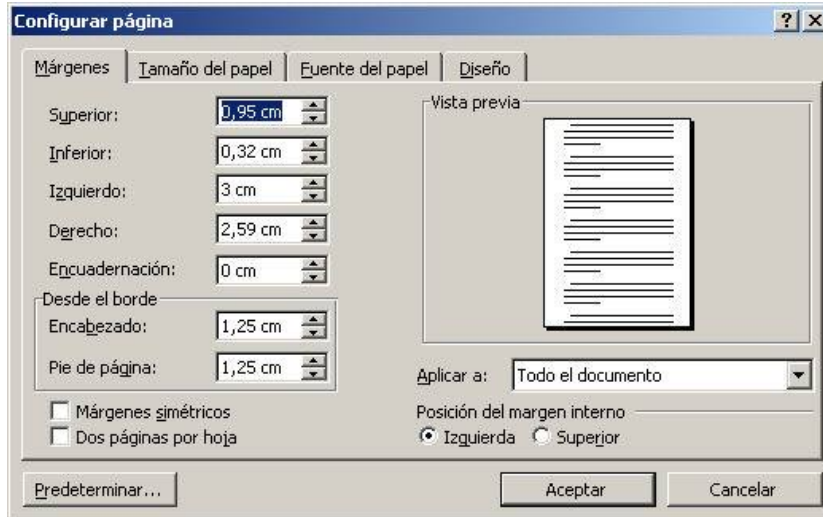 Configurar página
Márgenes Tamaño del papel Fuente del papel Diseño
Superior: 0,95 cm
Inferior: 0,32 cm
Izquierdo: 3 cm
Derecho: 2,59 cm
Encuadernación: 0 cm
Desde el borde
Encabezado: 1,25 cm
Pie de página: 1,25 cm
Márgenes simétricos
Dos páginas por hoja
Vista previa
Aplicar a: Todo el documento
Posición del margen interno
Izquierda Superior
Predeterminar... Aceptar Cancelar